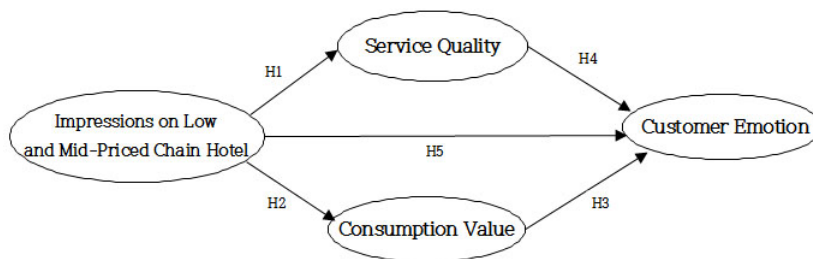 Service Quality
H1
H4
Impressions on Low
and Mid-Priced Chain Hotel
Customer Emotion
H5
H2
H3
Consumption Value